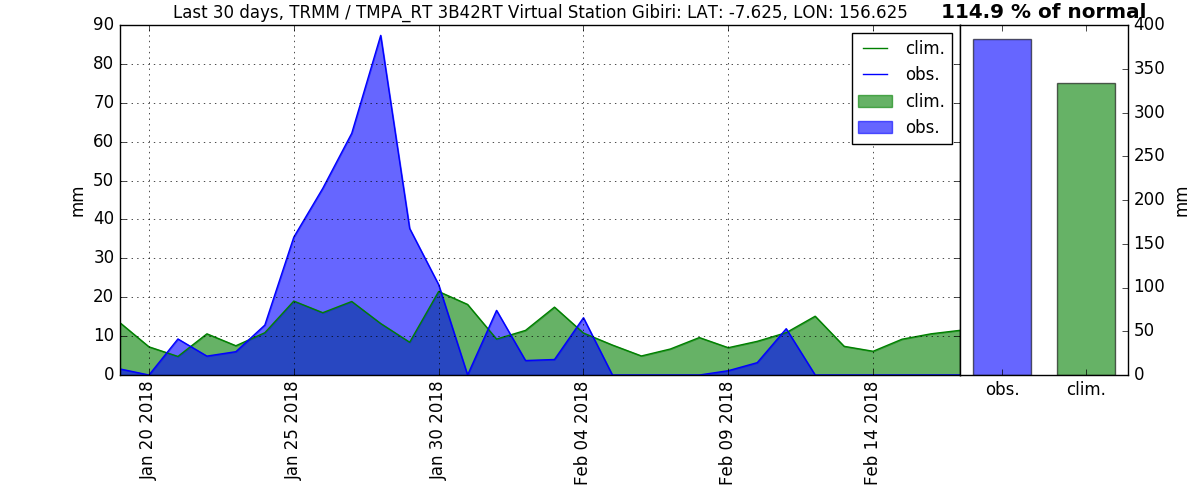 Last 30 days, TRMM / TMPA_RT 3B42RT Virtual Station Gibiri: LAT: -7.625, LON: 156.625
114.9 % of normal
90
80
70
60
50
40
30
20
10
0
mm
clim.
obs.
clim.
obs.
Jan 20 2018
Jan 25 2018
Jan 30 2018
Feb 04 2018
Feb 09 2018
Feb 14 2018
400
350
300
250
200
150
100
50
0
mm
obs.
clim.